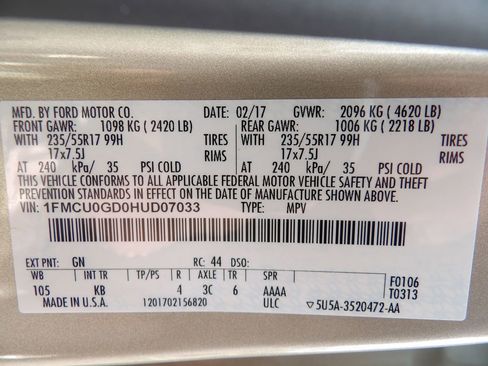 MFD. BY FORD MOTOR CO. DATE: 02/17 GVWR: 2096 KG ( 4620 LB)
FRONT GAWR: 1098 KG ( 2420 LB) REAR GAWR: 1006 KG ( 2218 LB)
WITH 235/55R17 99H TIRES WITH 235/55R17 99H TIRES
17x7.5J RIMS 17x7.5J RIMS
AT 240 kPa/ 35 PSI COLD AT 240 kPa/ 35 PSI COLD
THIS VEHICLE CONFORMS TO ALL APPLICABLE FEDERAL MOTOR VEHICLE SAFETY AND THEFT
PREVENTION STANDARDS IN EFFECT ON THE DATE OF MANUFACTURE SHOWN ABOVE.
VIN: 1FMCU0GD0HUD07033 TYPE: MPV
EXT PNT: GN RC: 44 DSO:
WB INT TR TP/PS R AXLE TR SPR F0106
105 KB 4 3C 6 AAAA T0313
MADE IN U.S.A. 1201702156820 ULC ▽5U5A-3520472-AA